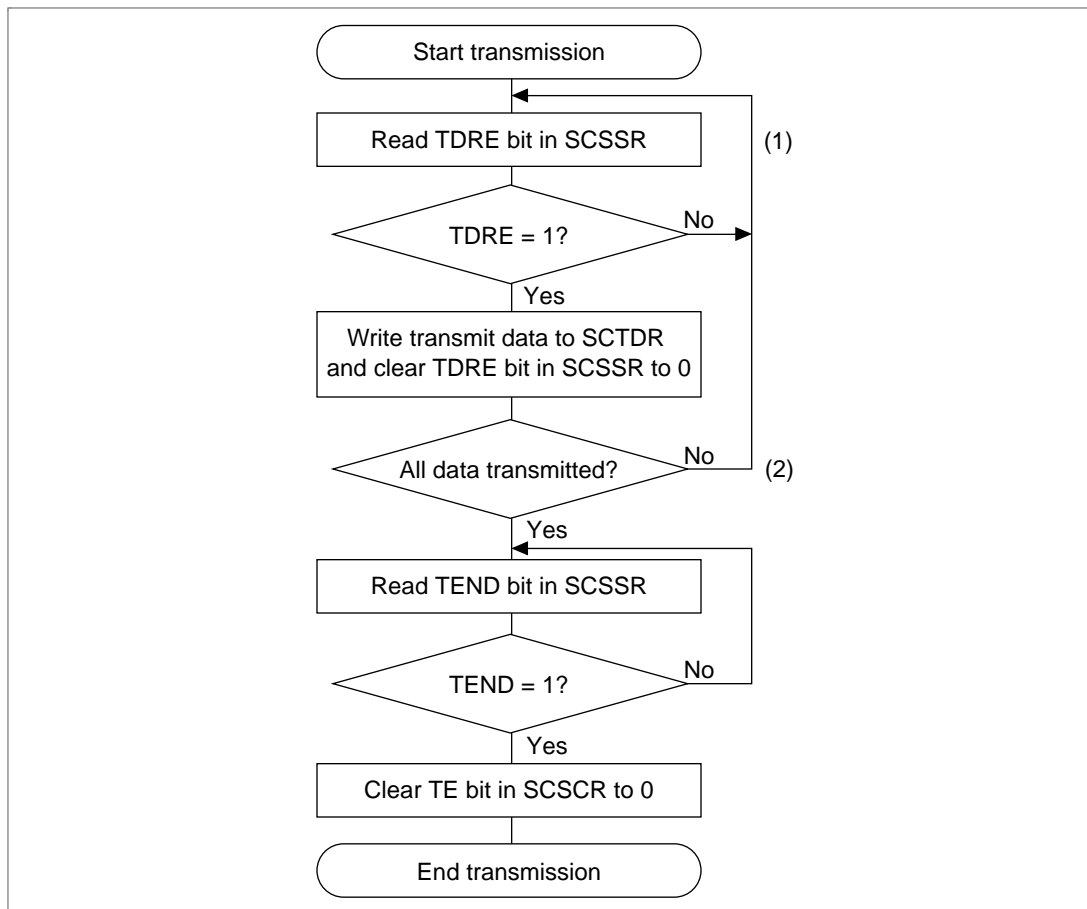 Start transmission
Read TDRE bit in SCSSR
(1)
TDRE = 1?
No
Yes
Write transmit data to SCTDR
and clear TDRE bit in SCSSR to 0
All data transmitted?
No
(2)
Yes
Read TEND bit in SCSSR
TEND = 1?
No
Yes
Clear TE bit in SCSCR to 0
End transmission